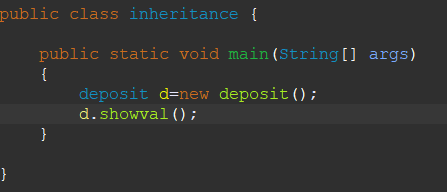 public class inheritance {
public static void main(String[] args)
{
deposit d=new deposit();
d.showval();
}
}